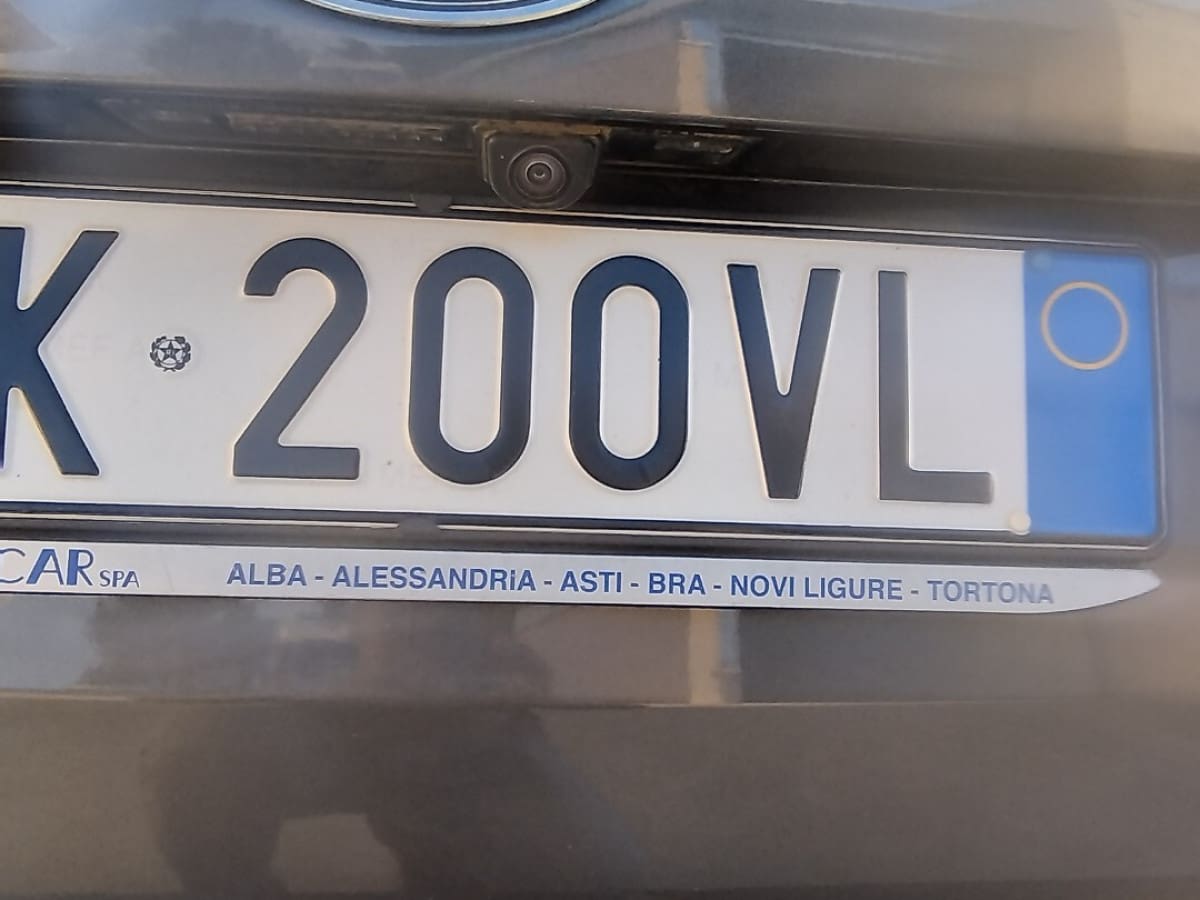 K 200VL
CAR SPA ALBA - ALESSANDRiA - ASTI - BRA - NOVI LIGURE - TORTONA